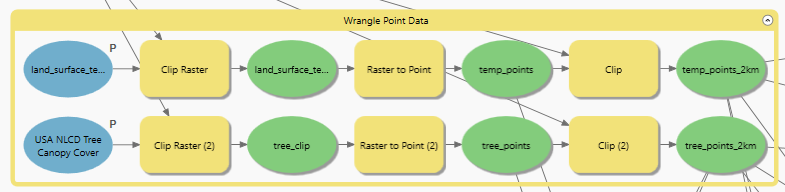 Wrangle Point Data
P
land_surface_te...
Clip Raster
land_surface_te...
Raster to Point
temp_points
Clip
temp_points_2km
P
USA NLCD Tree
Canopy Cover
Clip Raster (2)
tree_clip
Raster to Point (2)
tree_points
Clip (2)
tree_points_2km